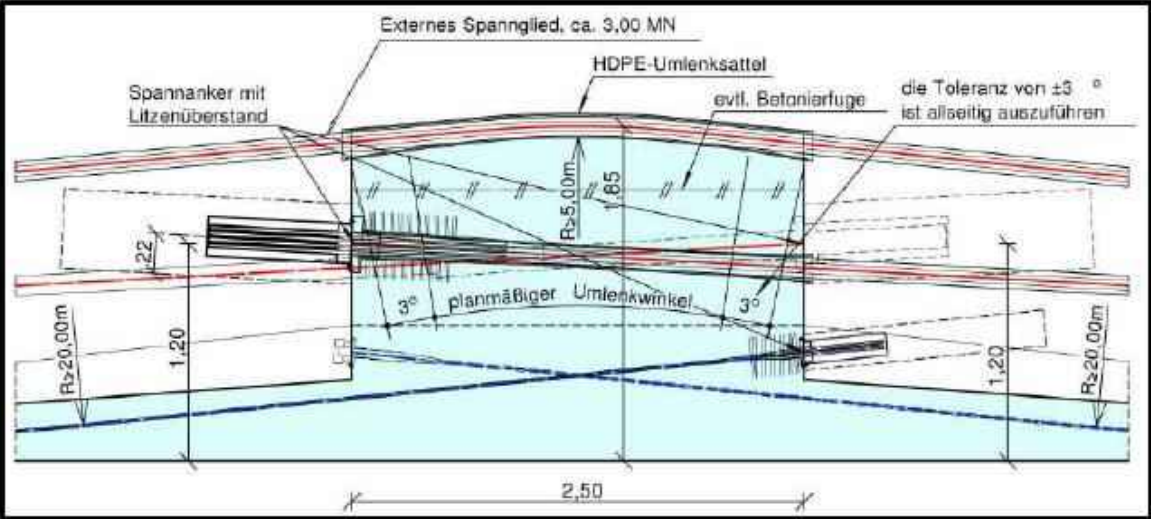 Externes Spannglied, ca. 3,00 MN
HDPE-Umlenksattel
Spannanker mit
Litzenüberstand
evtl. Betonierfuge
die Toleranz von ±3 °
ist allseitig auszuführen
R≥5,00m
1,85
22
3°
planmäßiger Umlenkwinkel
3°
R≥20,00m
1,20
1,20
R≥20,00m
2,50